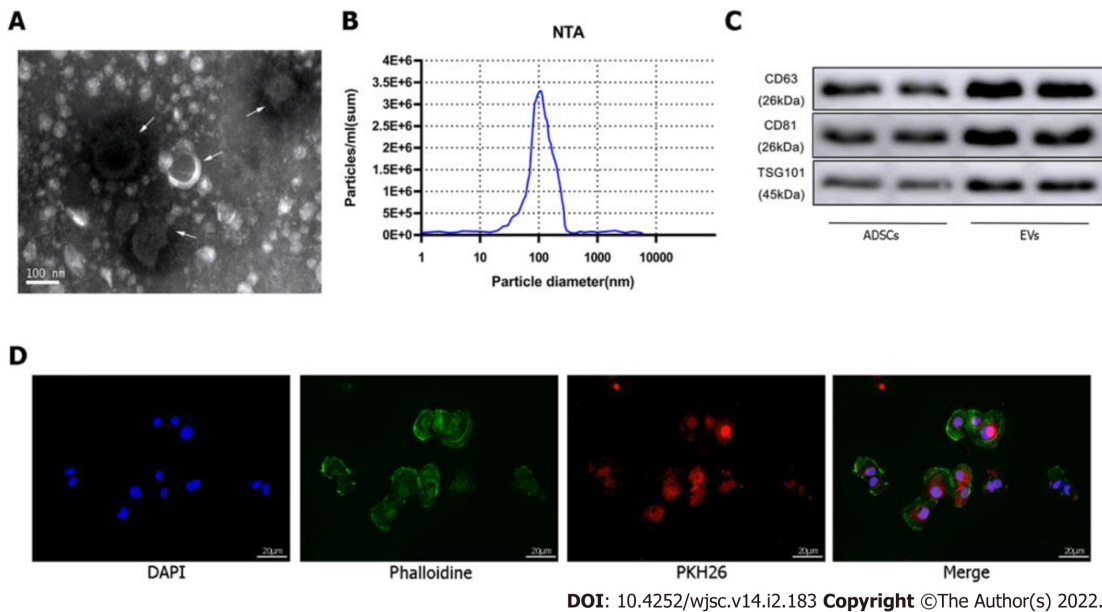 A
100 nm
B
NTA
Particles/ml(sum)
4E+6
3.5E+6
3E+6
2.5E+6
2E+6
1.5E+6
1E+6
5E+5
0E+0
1 10 100 1000 10000
Particle diameter(nm)
C
CD63
(26kDa)
CD81
(26kDa)
TSG101
(45kDa)
ADSCs EVs
D
20μm 20μm 20μm 20μm
DAPI Phalloidine PKH26 Merge
DOI: 10.4252/wjsc.v14.i2.183 Copyright ©The Author(s) 2022.